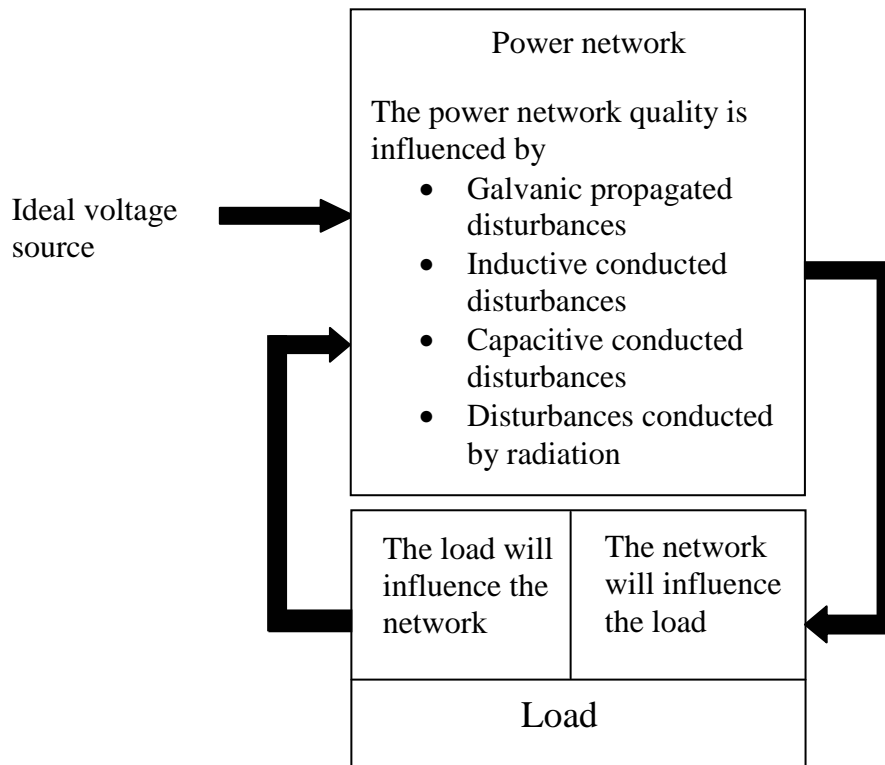 Power network
The power network quality is
influenced by
• Galvanic propagated
disturbances
• Inductive conducted
disturbances
• Capacitive conducted
disturbances
• Disturbances conducted
by radiation
Ideal voltage
source
The load will
influence the
network
The network
will influence
the load
Load